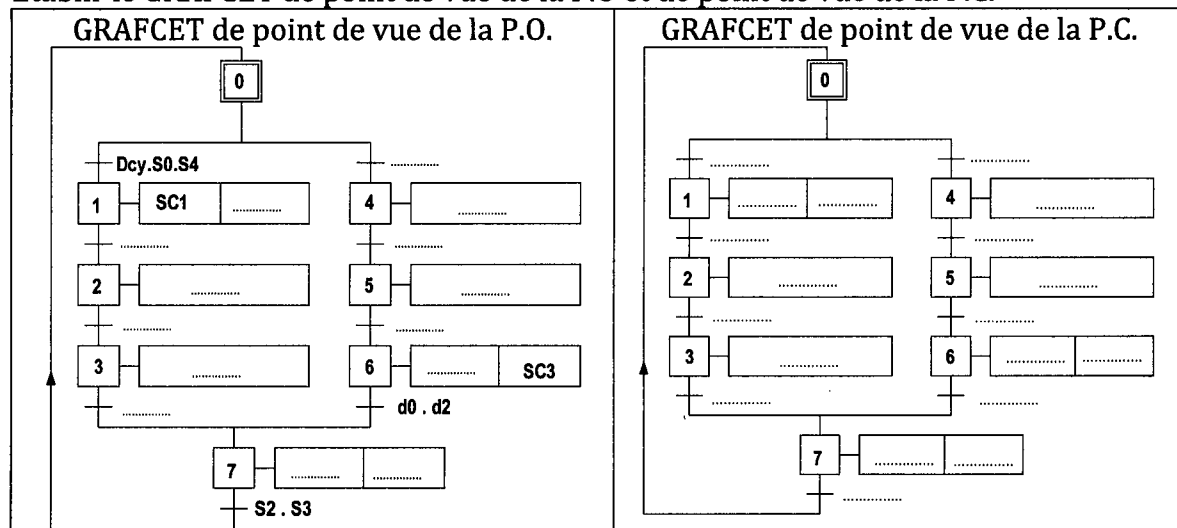 GRAFCET de point de vue de la P.O.
0
Dcy.S0.S4 ............
1 SC1 ............ 4 ............
............ ............
2 ............ 5 ............
............ ............
3 ............ 6 ............ SC3
............ d0 . d2
7 ............ ............
S2 . S3
GRAFCET de point de vue de la P.C.
0
............ ............
1 ............ ............ 4 ............
............ ............
2 ............ 5 ............
............ ............
3 ............ 6 ............ ............
............ ............
7 ............ ............
............